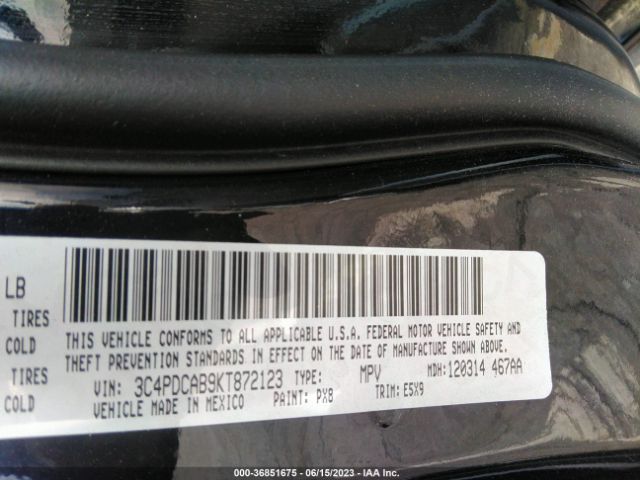 LB
TIRES
COLD
TIRES
COLD
THIS VEHICLE CONFORMS TO ALL APPLICABLE U.S.A. FEDERAL MOTOR VEHICLE SAFETY AND
THEFT PREVENTION STANDARDS IN EFFECT ON THE DATE OF MANUFACTURE SHOWN ABOVE.
VIN: 3C4PDCAB9KT872123 TYPE: MPV MDH: 120314 467AA
VEHICLE MADE IN MEXICO PAINT: PX8 TRIM: E5X9
000-36851675 - 06/15/2023 - IAA Inc.